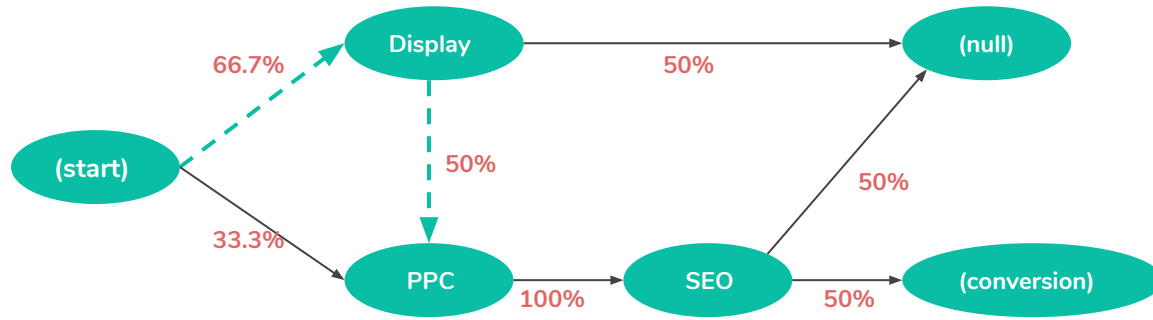 Display
(null)
66.7%
50%
(start)
50%
50%
33.3%
PPC
SEO
(conversion)
100%
50%